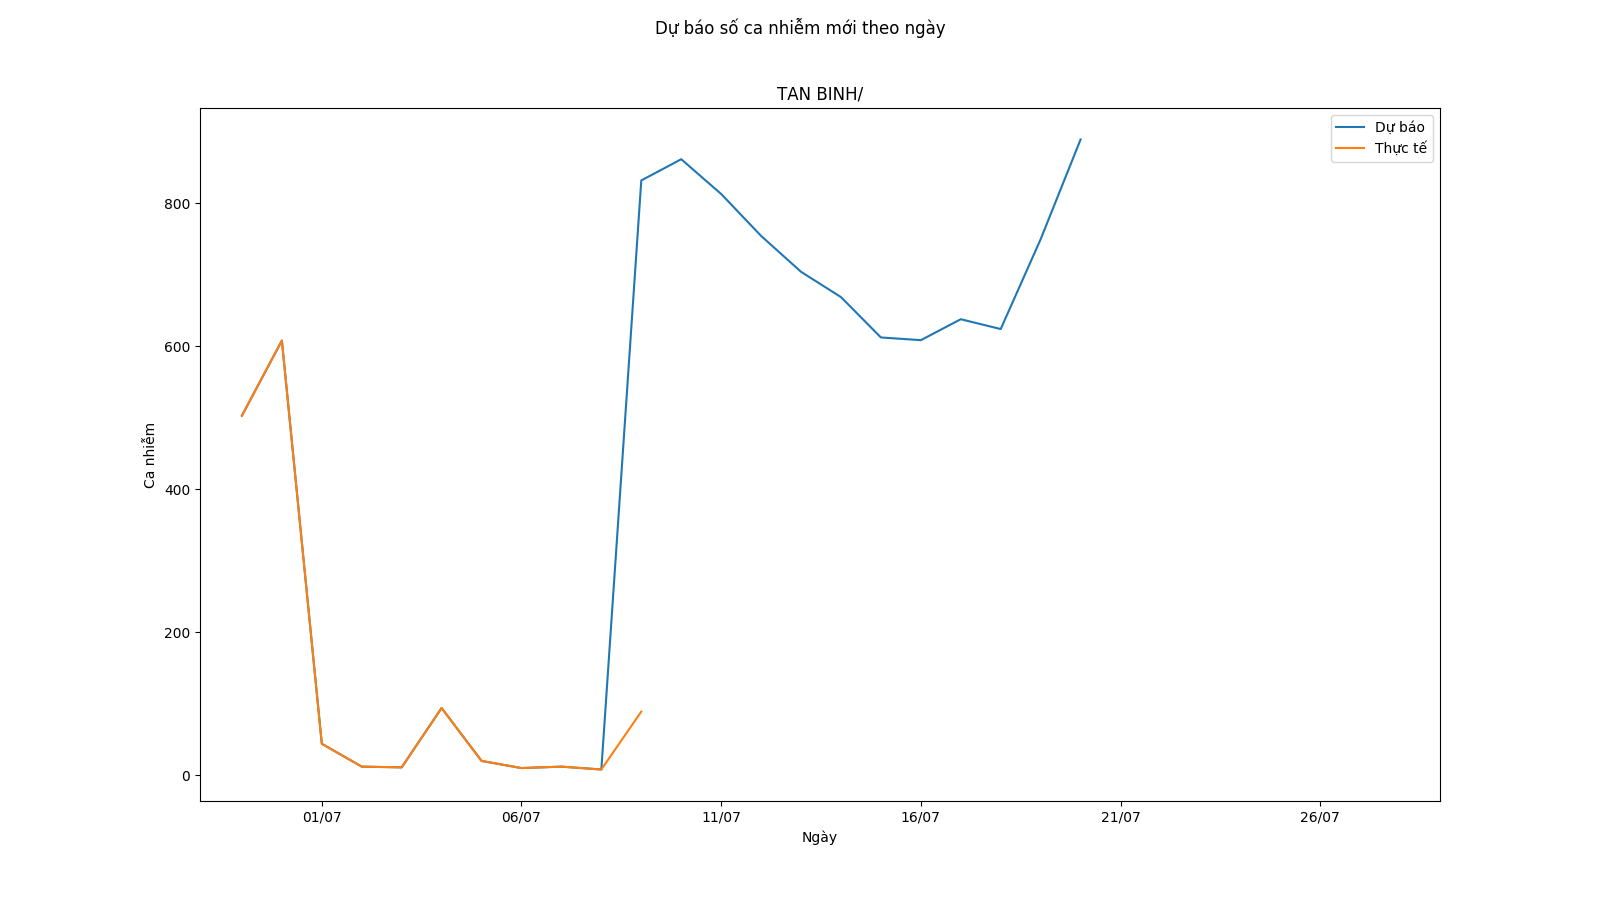 Dự báo số ca nhiễm mới theo ngày
TAN BINH/
Dự báo
Thực tế
Ca nhiễm
800
600
400
200
0
01/07 06/07 11/07 16/07 21/07 26/07
Ngày